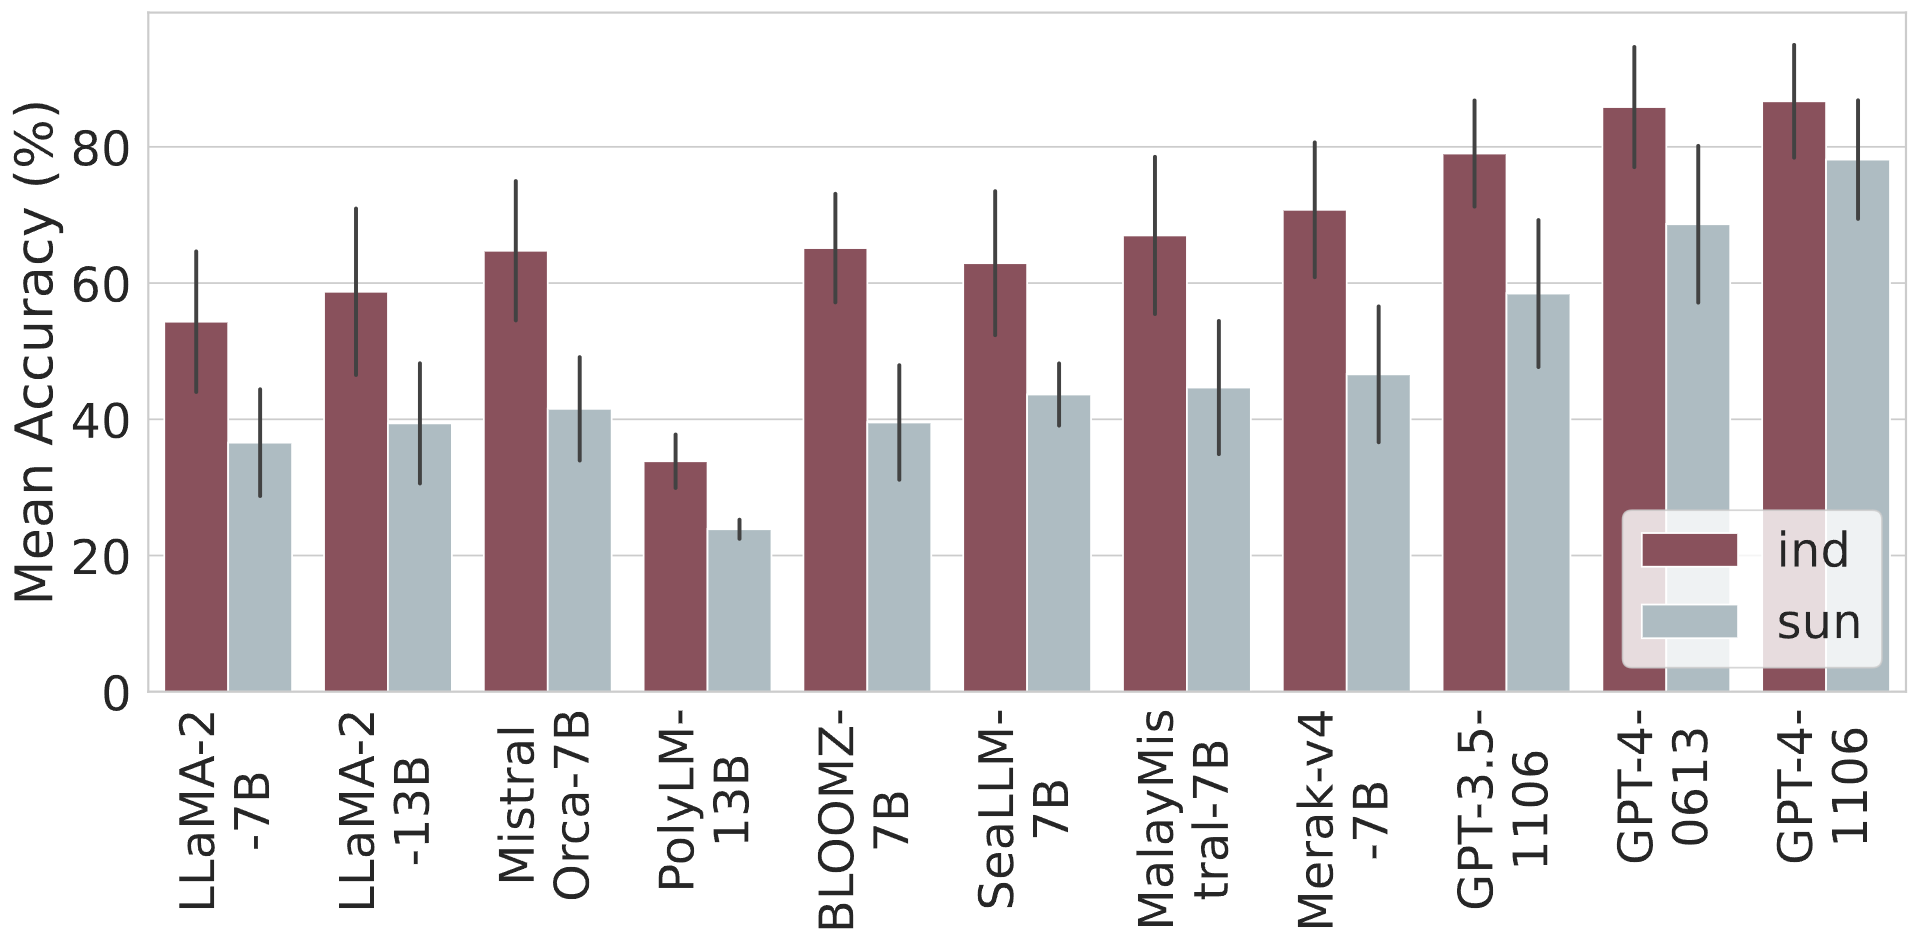 Mean Accuracy (%)
80
60
40
20
0
ind
sun
LLaMA-2
-7B
LLaMA-2
-13B
Mistral
Orca-7B
PolyLM-
13B
BLOOMZ-
7B
SeaLLM-
7B
MalayMis
tral-7B
Merak-v4
-7B
GPT-3.5-
1106
GPT-4-
0613
GPT-4-
1106